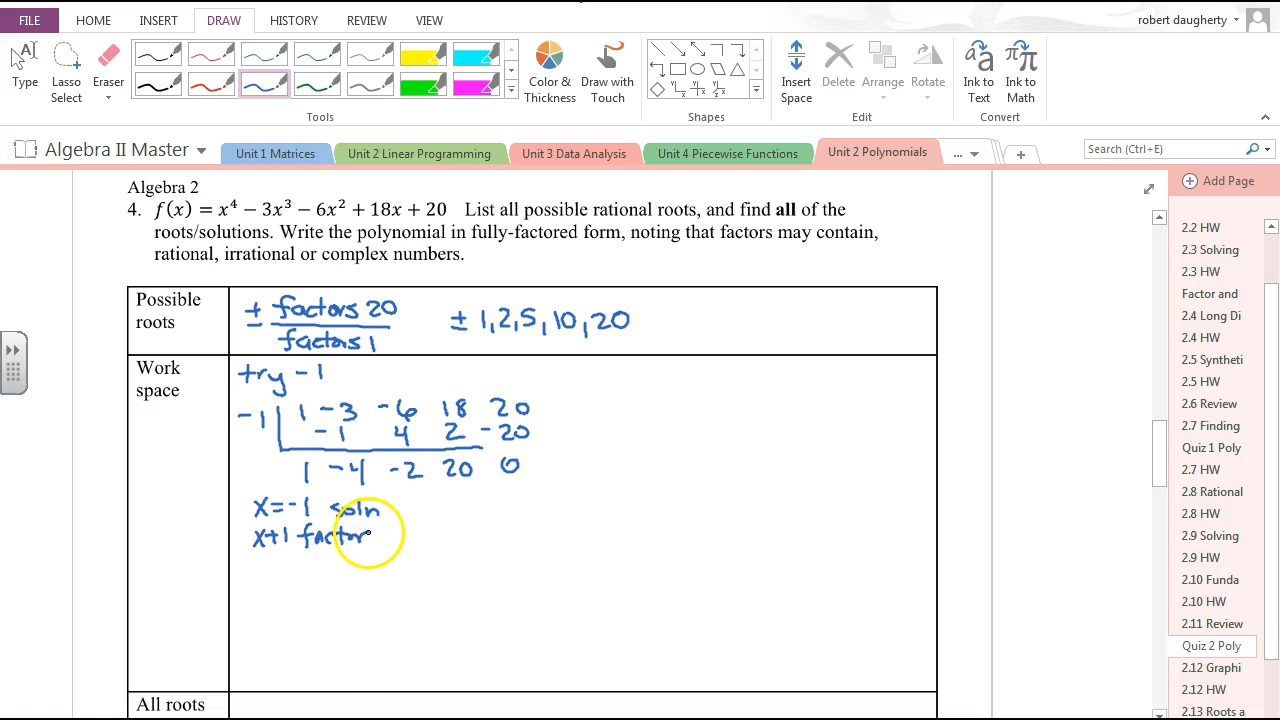 FILE HOME INSERT DRAW HISTORY REVIEW VIEW robert daugherty
Type Lasso Select Eraser Color & Thickness Draw with Touch Insert Space Delete Arrange Rotate Ink to Text Ink to Math
Tools Shapes Edit Convert
Algebra II Master Unit 1 Matrices Unit 2 Linear Programming Unit 3 Data Analysis Unit 4 Piecewise Functions Unit 2 Polynomials ... Search (Ctrl+E)
Algebra 2
4. f(x) = x⁴ − 3x³ − 6x² + 18x + 20 List all possible rational roots, and find all of the
roots/solutions. Write the polynomial in fully-factored form, noting that factors may contain,
rational, irrational or complex numbers.
Possible roots
± factors 20
factors 1
± 1, 2, 5, 10, 20
Work space
try -1
-1 | 1 -3 -6 18 20
-1 4 2 -20
1 -4 -2 20 0
x=-1 soln
x+1 factor
All roots
Add Page
2.2 HW
2.3 Solving
2.3 HW
Factor and
2.4 Long Di
2.4 HW
2.5 Syntheti
2.5 HW
2.6 Review
2.7 Finding
Quiz 1 Poly
2.7 HW
2.8 Rational
2.8 HW
2.9 Solving
2.9 HW
2.10 Funda
2.10 HW
2.11 Review
Quiz 2 Poly
2.12 Graphi
2.12 HW
2.13 Roots a